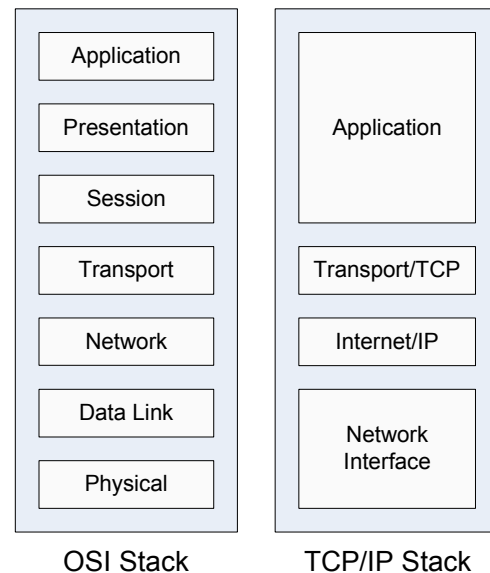 Application
Presentation
Session
Transport
Network
Data Link
Physical
OSI Stack
Application
Transport/TCP
Internet/IP
Network
Interface
TCP/IP Stack